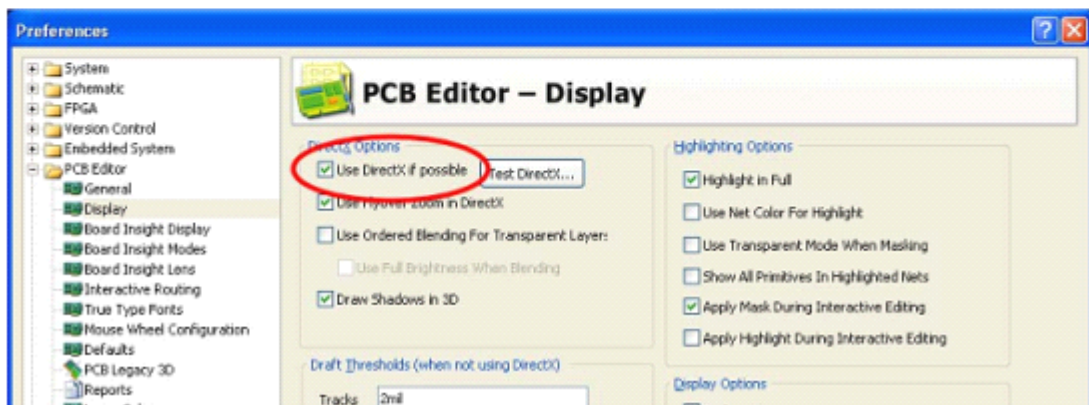 Preferences
System
Schematic
FPGA
Version Control
Embedded System
PCB Editor
General
Display
Board Insight Display
Board Insight Modes
Board Insight Lens
Interactive Routing
True Type Fonts
Mouse Wheel Configuration
Defaults
PCB Legacy 3D
Reports
PCB Editor – Display
DirectX Options
Use DirectX if possible
Test DirectX...
Use Flyover Zoom in DirectX
Use Ordered Blending For Transparent Layers
Use Full Brightness When Blending
Draw Shadows in 3D
Draft Thresholds (when not using DirectX)
Tracks 2mil
Highlighting Options
Highlight in Full
Use Net Color For Highlight
Use Transparent Mode When Masking
Show All Primitives In Highlighted Nets
Apply Mask During Interactive Editing
Apply Highlight During Interactive Editing
Display Options